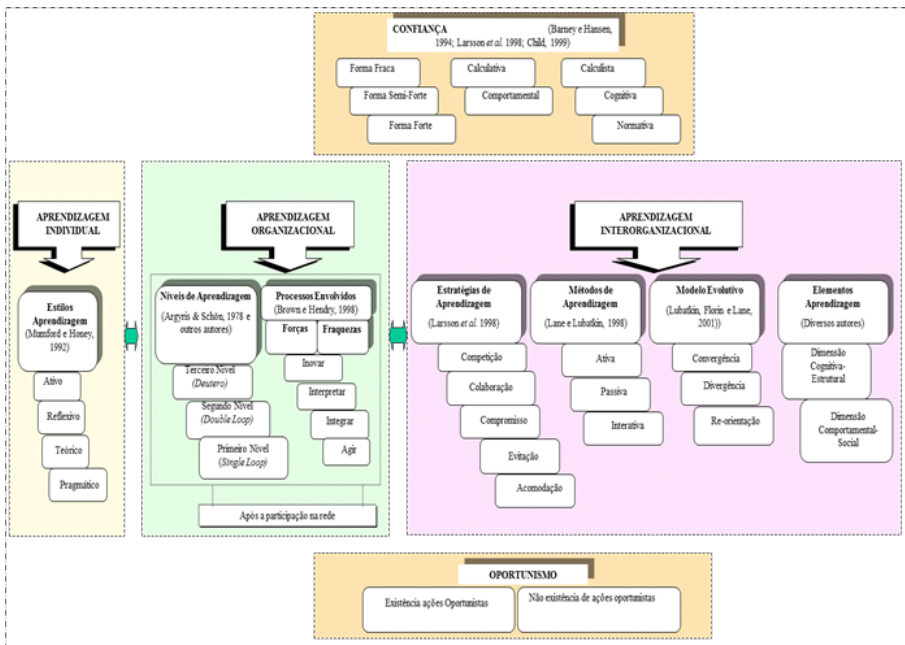 CONFIANÇA (Barney e Hansen,
1994; Larsson et al. 1998; Child, 1999)
Forma Fraca
Forma Semi-Forte
Forma Forte
Calculativa
Comportamental
Calculista
Cognitiva
Normativa
APRENDIZAGEM
INDIVIDUAL
Estilos
Aprendizagem
(Mumford e Honey,
1992)
Ativo
Reflexivo
Teórico
Pragmático
APRENDIZAGEM
ORGANIZACIONAL
Níveis de Aprendizagem
(Argyris & Schön, 1978 e
outros autores)
Terceiro Nível
(Deutero)
Segundo Nível
(Double Loop)
Primeiro Nível
(Single Loop)
Processos Envolvidos
(Brown e Hendry, 1998)
Forças
Fraquezas
Inovar
Interpretar
Integrar
Agir
Após a participação na rede
APRENDIZAGEM
INTERORGANIZACIONAL
Estratégias de
Aprendizagem
(Larsson et al. 1998)
Competição
Colaboração
Compromisso
Evitação
Acomodação
Métodos de
Aprendizagem
(Lane e Lubatkin, 1998)
Ativa
Passiva
Interativa
Modelo Evolutivo
(Lubatkin, Florin e Lane,
2001))
Convergência
Divergência
Re-orientação
Elementos
Aprendizagem
(Diversos autores)
Dimensão
Cognitiva-
Estrutural
Dimensão
Comportamental-
Social
OPORTUNISMO
Existência ações Oportunistas
Não existência de ações oportunistas